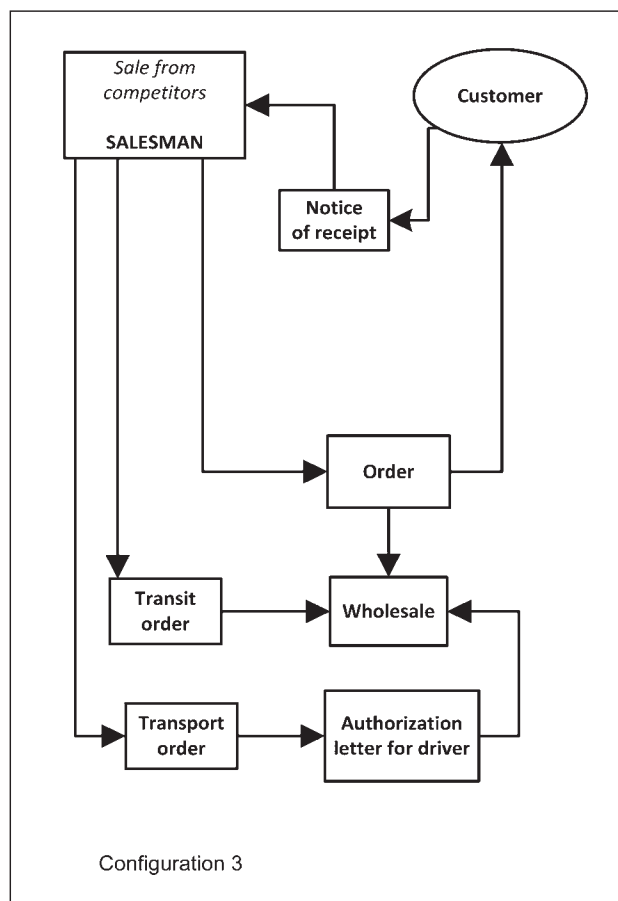 Sale from
competitors
SALESMAN
Customer
Notice
of receipt
Order
Transit
order
Wholesale
Transport
order
Authorization
letter for driver
Configuration 3